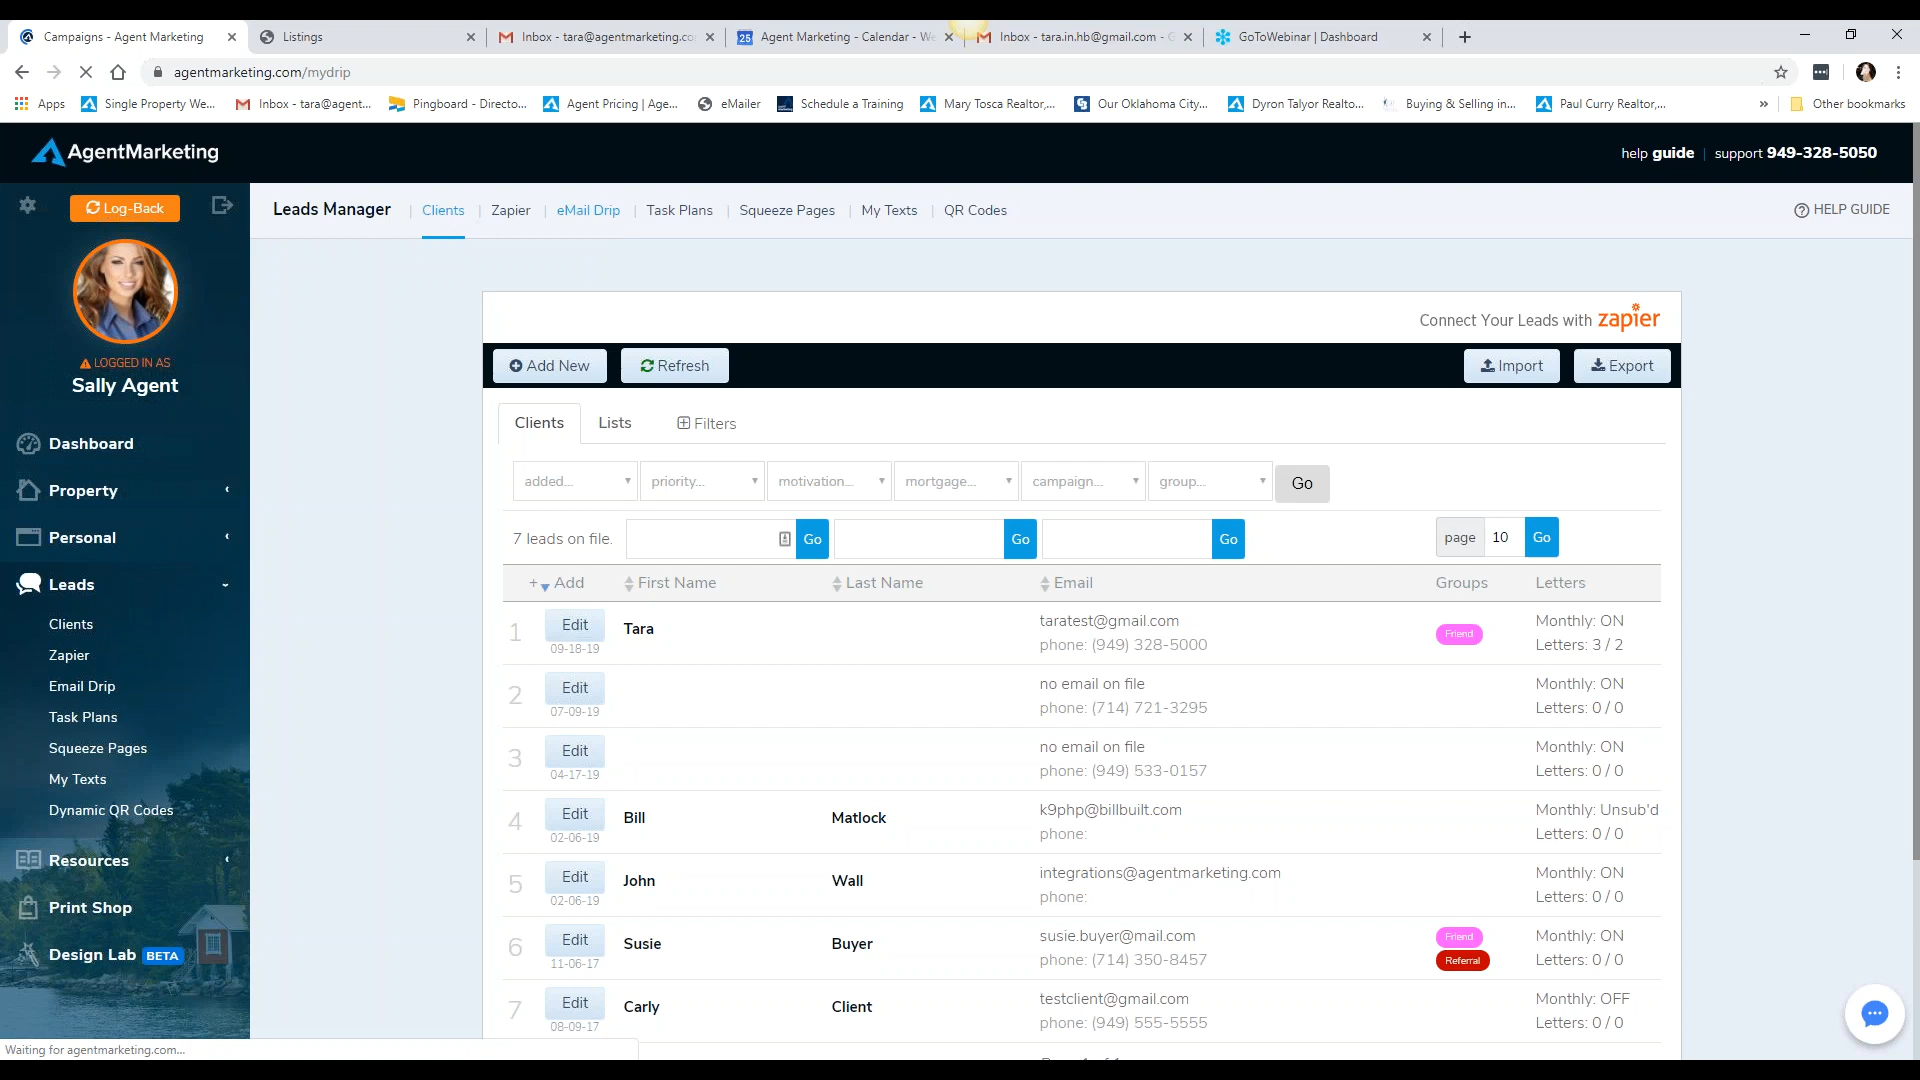 Campaigns - Agent Marketing
Listings
Inbox - tara@agentmarketing.co
Agent Marketing - Calendar - We
Inbox - tara.in.hb@gmail.com - G
GoToWebinar | Dashboard
agentmarketing.com/mydrip
Apps
Single Property We...
Inbox - tara@agent...
Pingboard - Directo...
Agent Pricing | Age...
eMailer
Schedule a Training
Mary Tosca Realtor,...
Our Oklahoma City...
Dyron Talyor Realto...
Buying & Selling in...
Paul Curry Realtor,...
»
Other bookmarks
AgentMarketing
help guide | support 949-328-5050
Log-Back
LOGGED IN AS
Sally Agent
Dashboard
Property
Personal
Leads
Clients
Zapier
Email Drip
Task Plans
Squeeze Pages
My Texts
Dynamic QR Codes
Resources
Print Shop
Design Lab BETA
Waiting for agentmarketing.com...
Leads Manager | Clients | Zapier | eMail Drip | Task Plans | Squeeze Pages | My Texts | QR Codes
HELP GUIDE
Connect Your Leads with zapier
Add New Refresh Import Export
Clients Lists Filters
added... priority... motivation... mortgage... campaign... group... Go
7 leads on file. Go Go Go page 10 Go
+ Add First Name Last Name Email Groups Letters
1 Edit Tara taratest@gmail.com Friend Monthly: ON
09-18-19 phone: (949) 328-5000 Letters: 3 / 2
2 Edit no email on file Monthly: ON
07-09-19 phone: (714) 721-3295 Letters: 0 / 0
3 Edit no email on file Monthly: ON
04-17-19 phone: (949) 533-0157 Letters: 0 / 0
4 Edit Bill Matlock k9php@billbuilt.com Monthly: Unsub'd
02-06-19 phone: Letters: 0 / 0
5 Edit John Wall integrations@agentmarketing.com Monthly: ON
02-06-19 phone: Letters: 0 / 0
6 Edit Susie Buyer susie.buyer@mail.com Friend Monthly: ON
11-06-17 phone: (714) 350-8457 Referral Letters: 0 / 0
7 Edit Carly Client testclient@gmail.com Monthly: OFF
08-09-17 phone: (949) 555-5555 Letters: 0 / 0